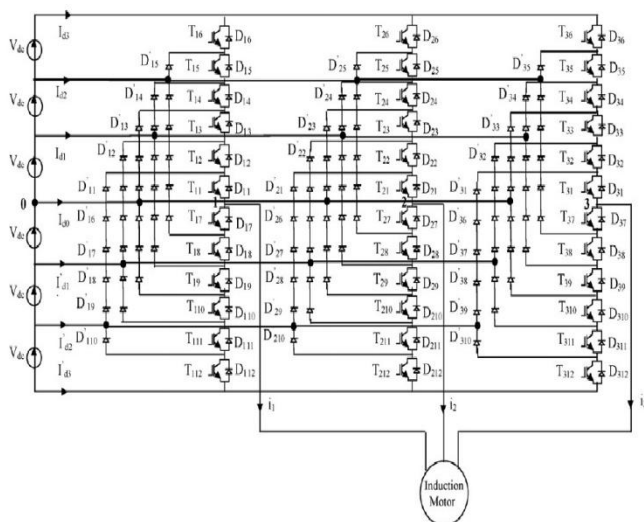 T16 D16 T26 D26 T36 D36
Id3
Vdc
T15 D15 T25 D25 T35 D35
D'15 D'25 D'35
Id2
D'14 T14 D14 D'24 T24 D24 D'34 T34 D34
Vdc
D'13 T13 D13 D'23 T23 D23 D'33 T33 D33
Id1
D'12 T12 D12 D'22 T22 D22 D'32 T32 D32
Vdc
D'11 T11 D11 D'21 T21 D21 D'31 T31 D31
0 1 2 3
Id0
D'16 T17 D17 D'26 T27 D27 D'36 T37 D37
Vdc
D'17 T18 D18 D'27 T28 D28 D'37 T38 D38
I'd1
D'18 T19 D19 D'28 T29 D29 D'38 T39 D39
Vdc
D'19 T110 D110 D'29 T210 D210 D'39 T310 D310
I'd2
D'110 T111 D111 D'210 T211 D211 D'310 T311 D311
Vdc
I'd3
T112 D112 T212 D212 T312 D312
i1 i2 i
Induction
Motor